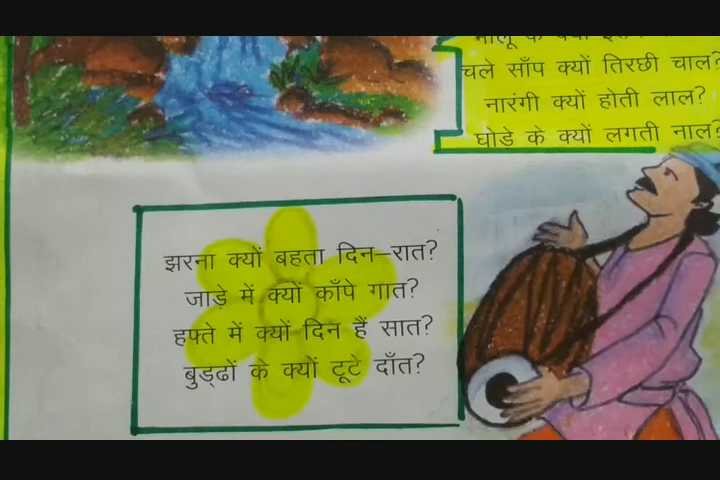 चले साँप क्यों तिरछी चाल?
नारंगी क्यों होती लाल?
घोडे के क्यों लगती नाल?
झरना क्यों बहता दिन–रात?
जाड़े में क्यों काँपे गात?
हफ्ते में क्यों दिन हैं सात?
बुड्ढों के क्यों टूटे दाँत?